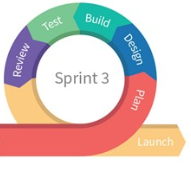 Test
Build
Review
Design
Sprint 3
Plan
Launch